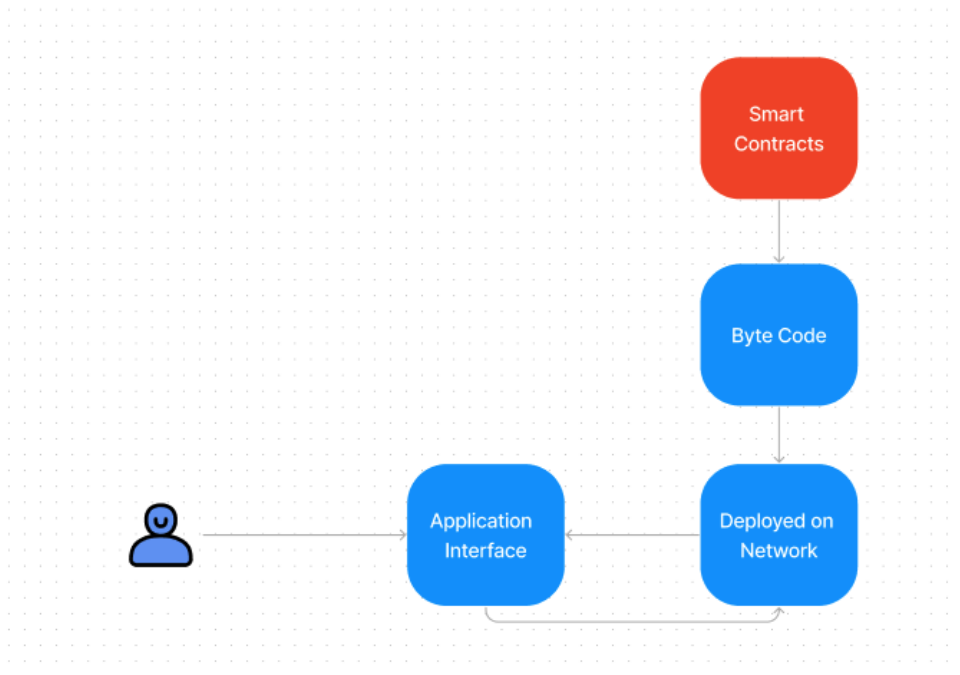 Smart
Contracts
Byte Code
Application
Interface
Deployed on
Network